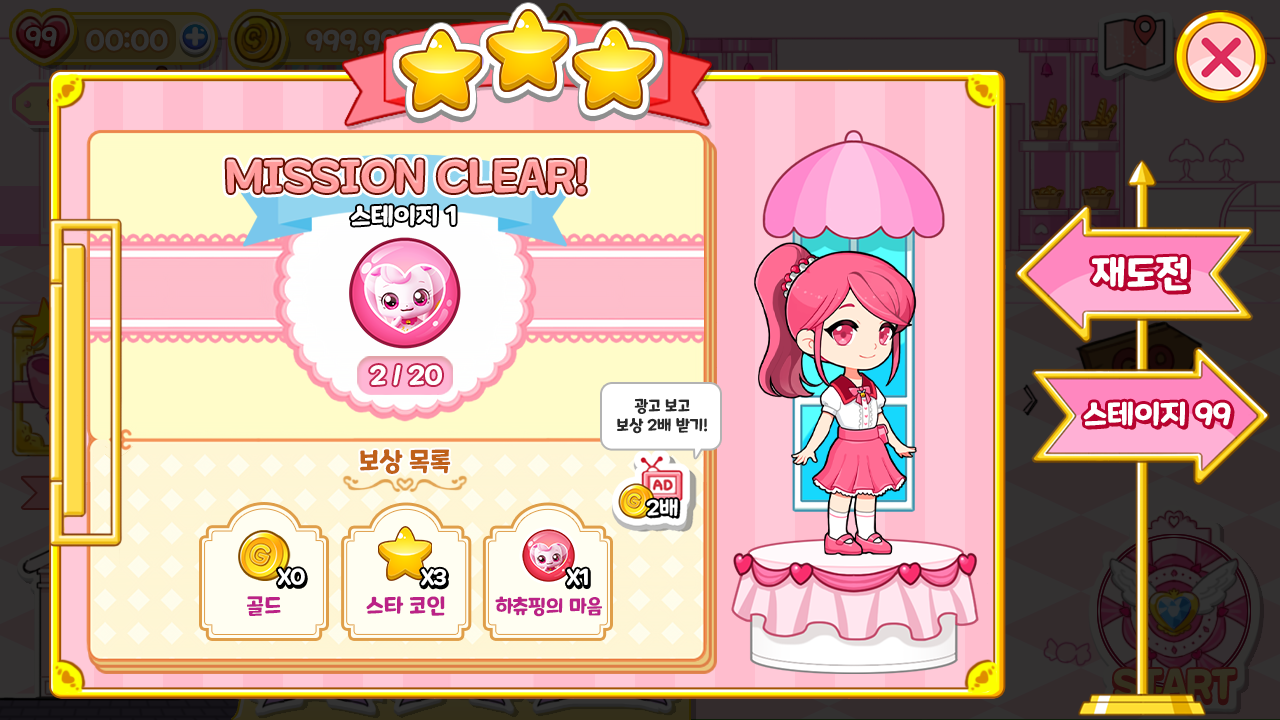 99
00:00
MISSION CLEAR!
스테이지 1
2 / 20
광고 보고
보상 2배 받기!
AD
G 2배
보상 목록
G X0
골드
X3
스타 코인
X1
하츄핑의 마음
재도전
스테이지 99
START